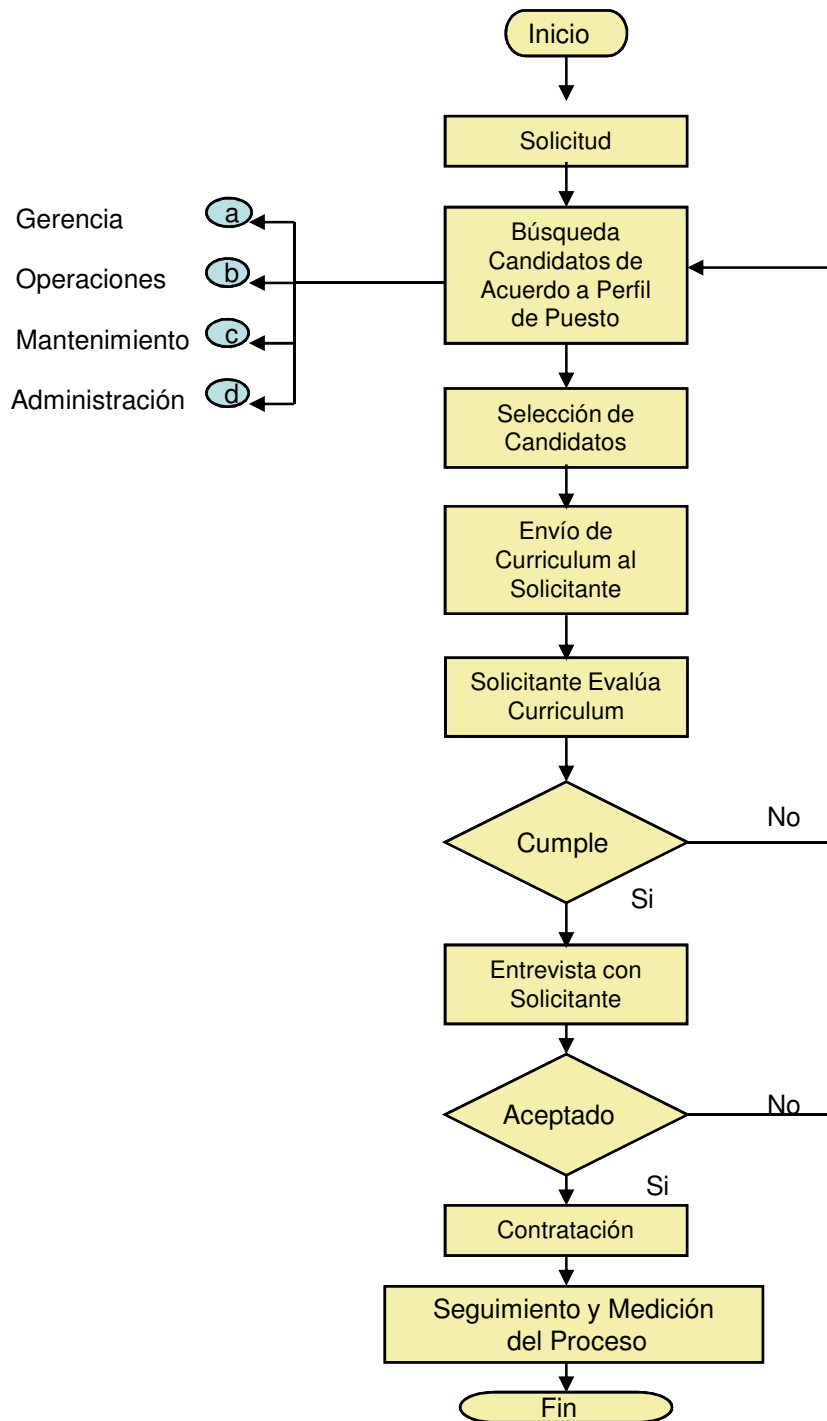 Inicio
Solicitud
Gerencia
a
Operaciones
b
Mantenimiento
c
Administración
d
Búsqueda
Candidatos de
Acuerdo a Perfil
de Puesto
Selección de
Candidatos
Envío de
Curriculum al
Solicitante
Solicitante Evalúa
Curriculum
Cumple
No
Si
Entrevista con
Solicitante
Aceptado
No
Si
Contratación
Seguimiento y Medición
del Proceso
Fin